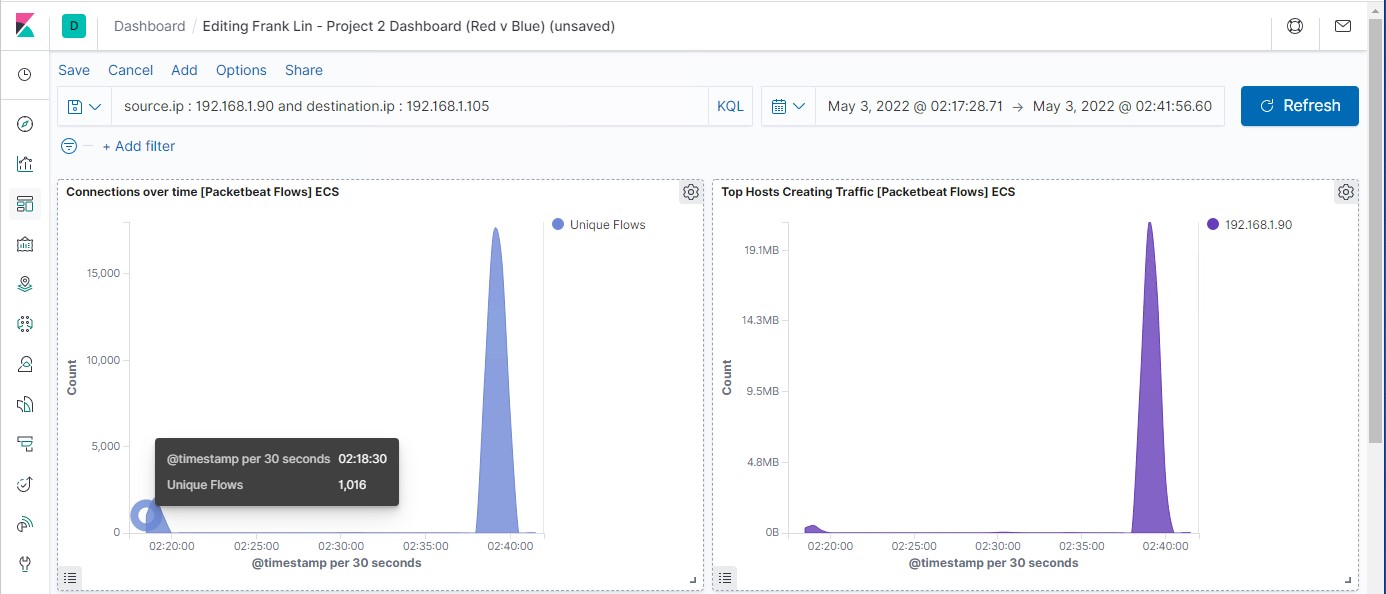 D Dashboard / Editing Frank Lin - Project 2 Dashboard (Red v Blue) (unsaved)
Save Cancel Add Options Share
source.ip : 192.168.1.90 and destination.ip : 192.168.1.105 KQL May 3, 2022 @ 02:17:28.71 → May 3, 2022 @ 02:41:56.60 Refresh
+ Add filter
Connections over time [Packetbeat Flows] ECS
Unique Flows
15,000
10,000
5,000
0
Count
@timestamp per 30 seconds 02:18:30
Unique Flows 1,016
02:20:00 02:25:00 02:30:00 02:35:00 02:40:00
@timestamp per 30 seconds
Top Hosts Creating Traffic [Packetbeat Flows] ECS
192.168.1.90
19.1MB
14.3MB
9.5MB
4.8MB
0B
Count
02:20:00 02:25:00 02:30:00 02:35:00 02:40:00
@timestamp per 30 seconds